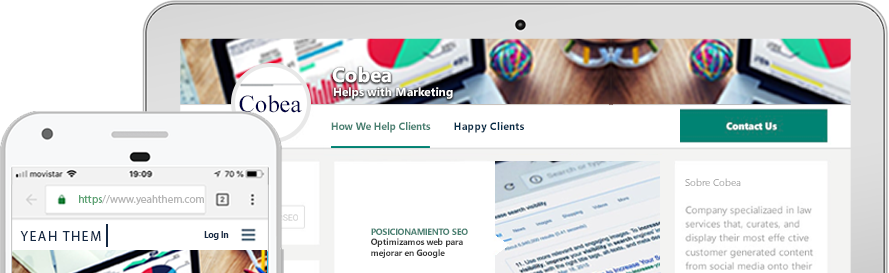 Cobea
Helps with Marketing
Cobea
How We Help Clients
Happy Clients
Contact Us
SEO
POSICIONAMIENTO SEO
Optimizamos web para
mejorar en Google
Search or
Sobre Cobea
Company specializaed in law
services that, curates, and
display their most effe ctive
customer generated content
from social media onto their
movistar
19:09
70 %
https//www.yeahthem.com
2
YEAH THEM
Log In